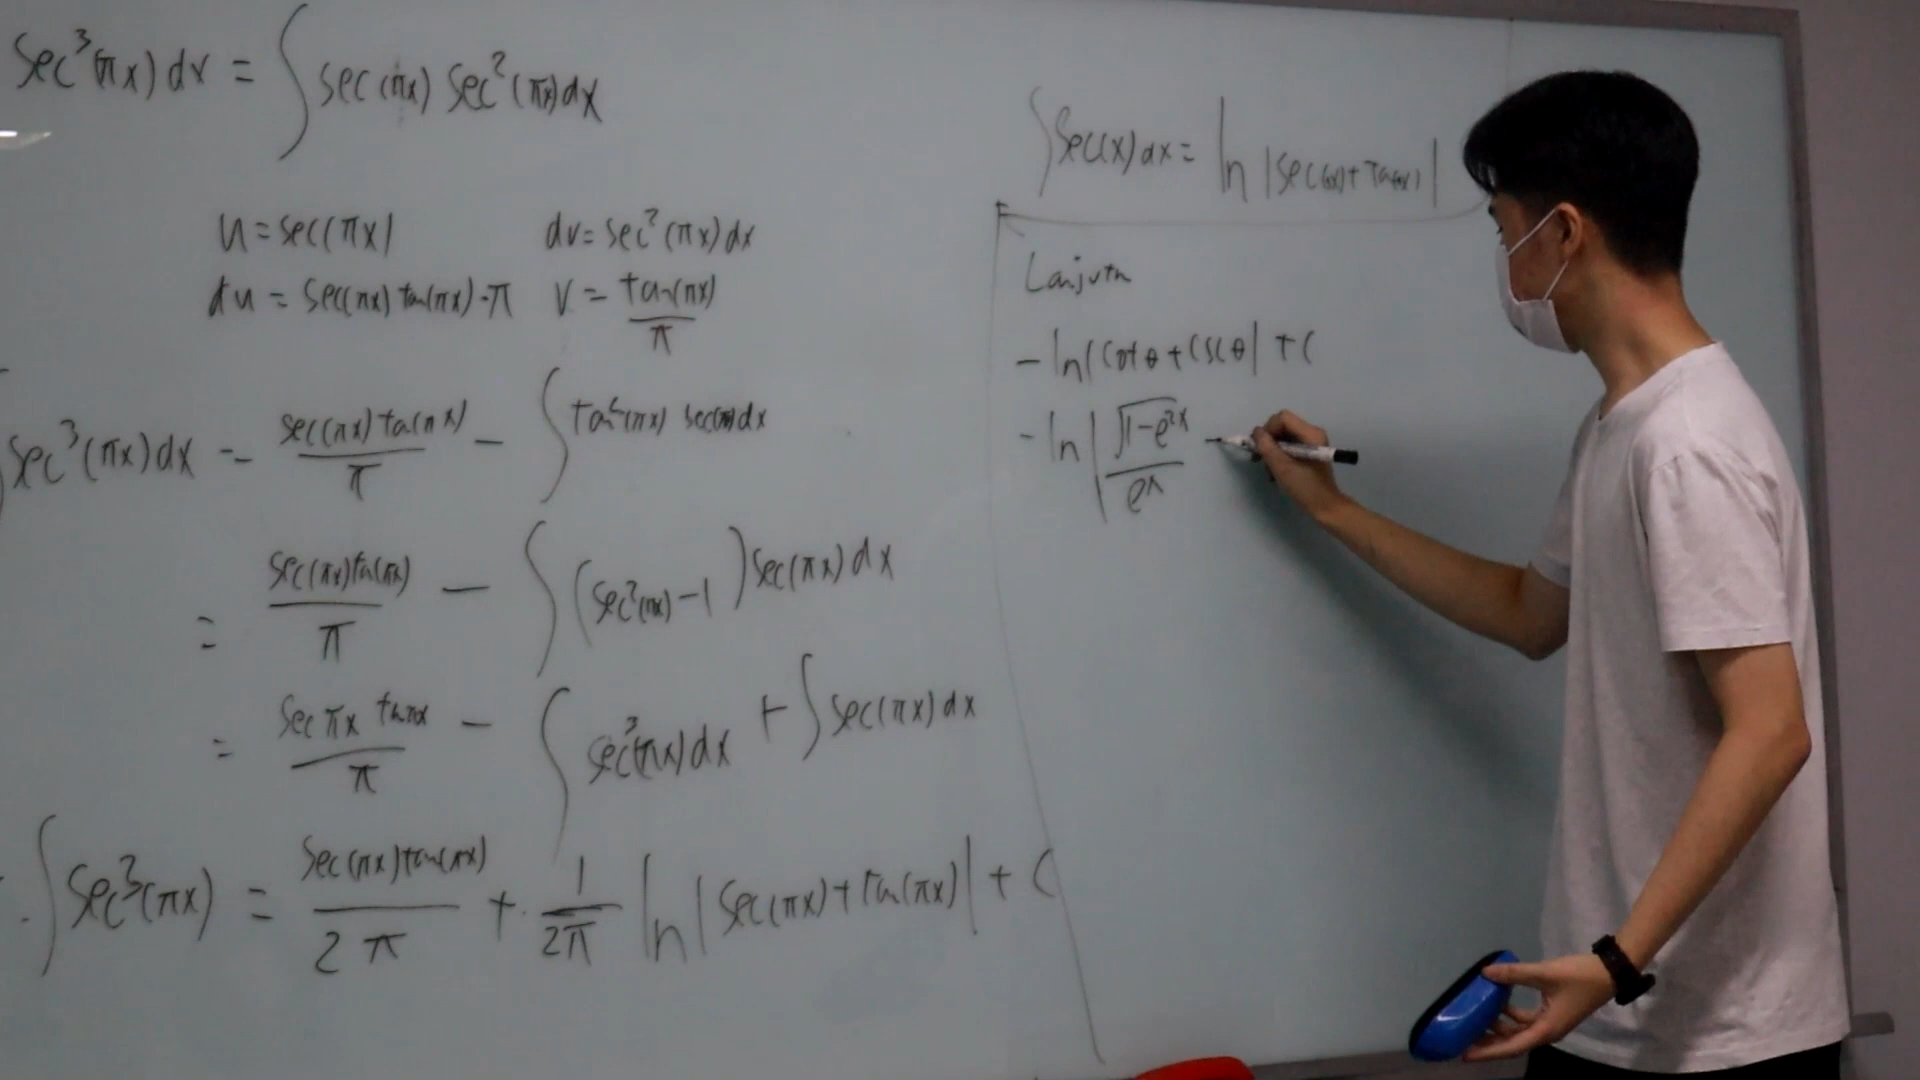 sec³(πx) dx = ∫ sec(πx) sec²(πx) dx
u = sec(πx) dv = sec²(πx) dx
du = sec(πx) tan(πx)·π v = tan(πx)/π
∫ sec³(πx) dx = sec(πx) tan(πx)/π − ∫ tan²(πx) sec(πx) dx
= sec(πx) tan(πx)/π − ∫ (sec²(πx) − 1) sec(πx) dx
= sec πx tan πx/π − ∫ sec³(πx) dx + ∫ sec(πx) dx
∫ sec³(πx) = sec(πx) tan(πx)/2π + 1/2π ln |sec(πx) + tan(πx)| + C
∫ sec(x) dx = ln |sec(x) + Tan(x)|
− ln |cot θ + csc θ| + C
− ln | √1−e²ˣ/eˣ